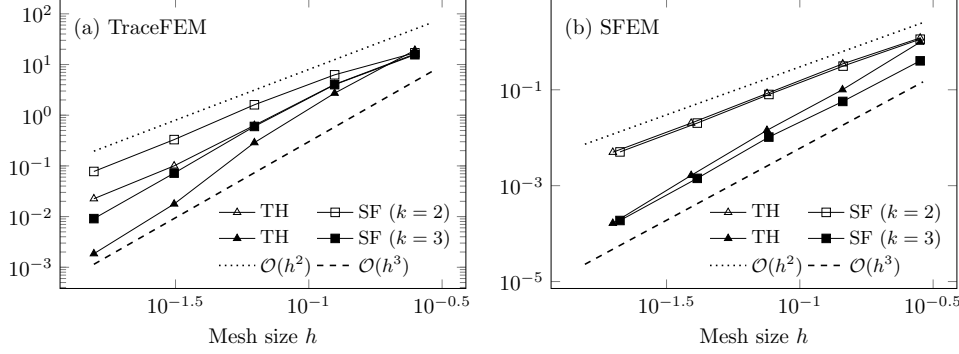 (a) TraceFEM
10^2
10^1
10^0
10^{-1}
10^{-2}
10^{-3}
TH
SF (k = 2)
TH
SF (k = 3)
O(h^2)
O(h^3)
10^{-1.5}
10^{-1}
10^{-0.5}
Mesh size h
(b) SFEM
10^{-1}
10^{-3}
10^{-5}
TH
SF (k = 2)
TH
SF (k = 3)
O(h^2)
O(h^3)
10^{-1.5}
10^{-1}
10^{-0.5}
Mesh size h